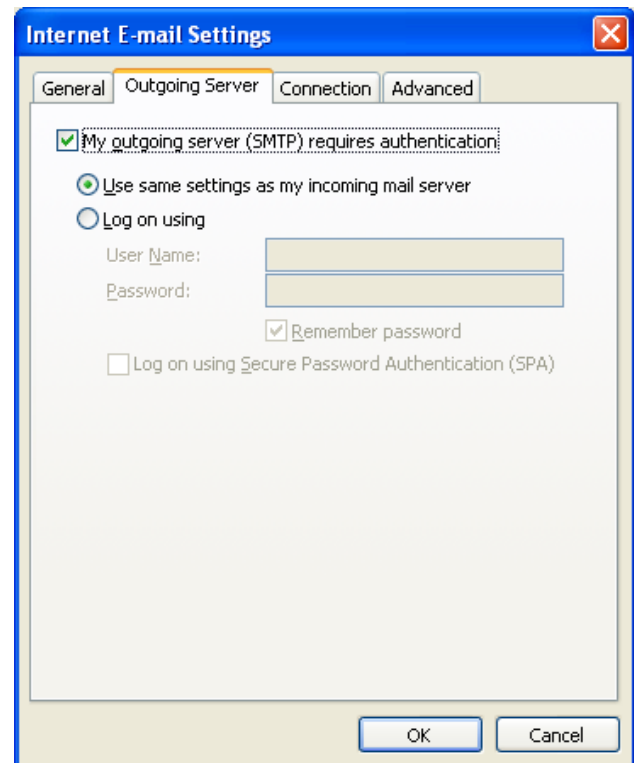 Internet E-mail Settings
General Outgoing Server Connection Advanced
My outgoing server (SMTP) requires authentication
Use same settings as my incoming mail server
Log on using
User Name:
Password:
Remember password
Log on using Secure Password Authentication (SPA)
OK Cancel